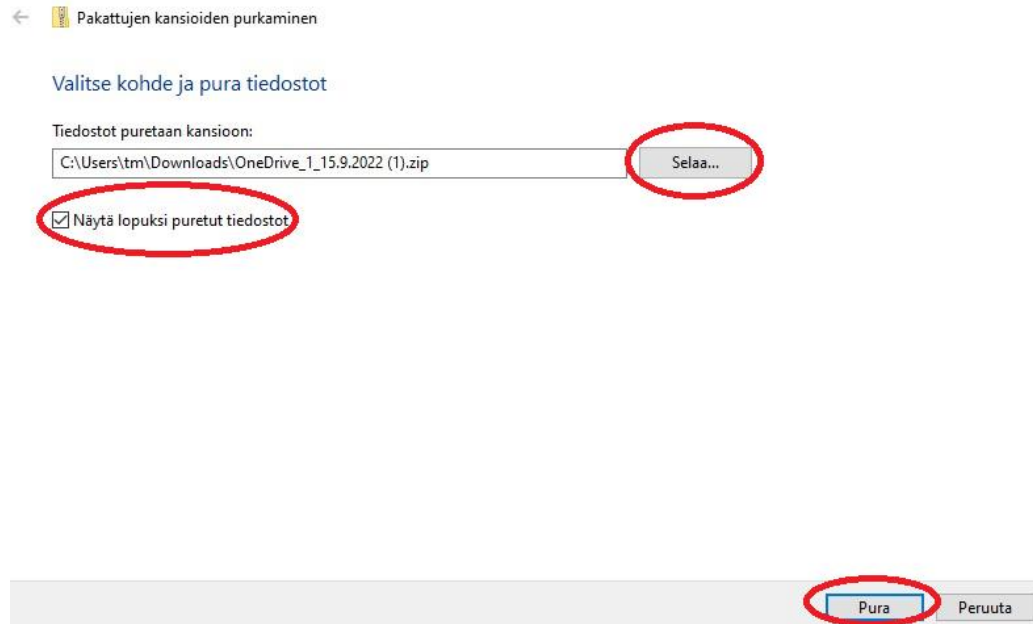 Pakattujen kansioiden purkaminen
Valitse kohde ja pura tiedostot
Tiedostot puretaan kansioon:
C:\Users\tm\Downloads\OneDrive_1_15.9.2022 (1).zip
Selaa...
Näytä lopuksi puretut tiedostot
Pura
Peruuta